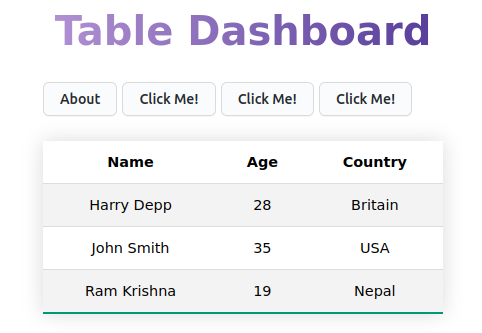 Table Dashboard
About Click Me! Click Me! Click Me!
Name Age Country
Harry Depp 28 Britain
John Smith 35 USA
Ram Krishna 19 Nepal